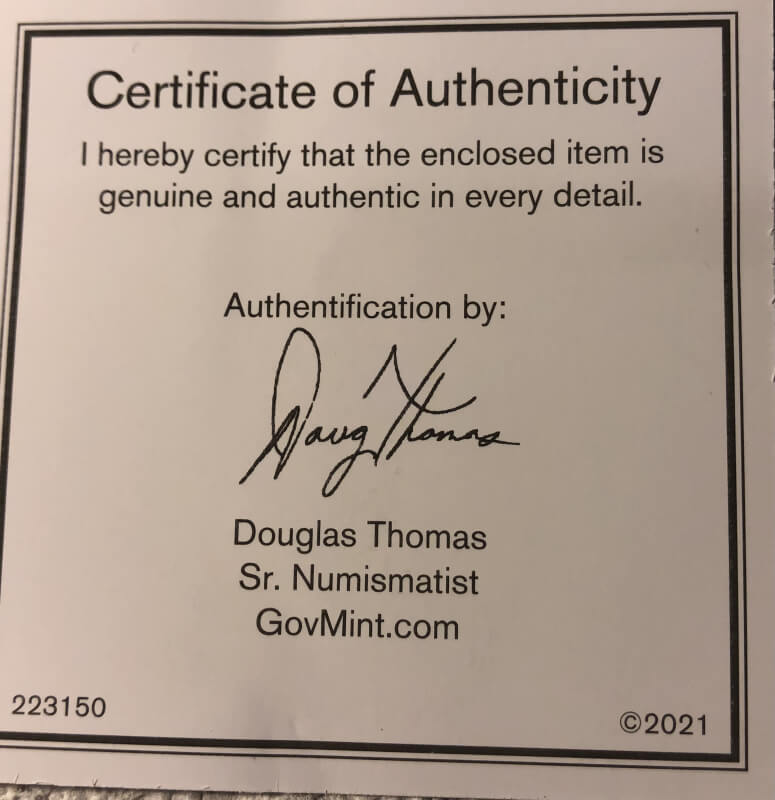 Certificate of Authenticity
I hereby certify that the enclosed item is
genuine and authentic in every detail.
Authentification by:
Doug Thomas
Douglas Thomas
Sr. Numismatist
GovMint.com
223150
©2021